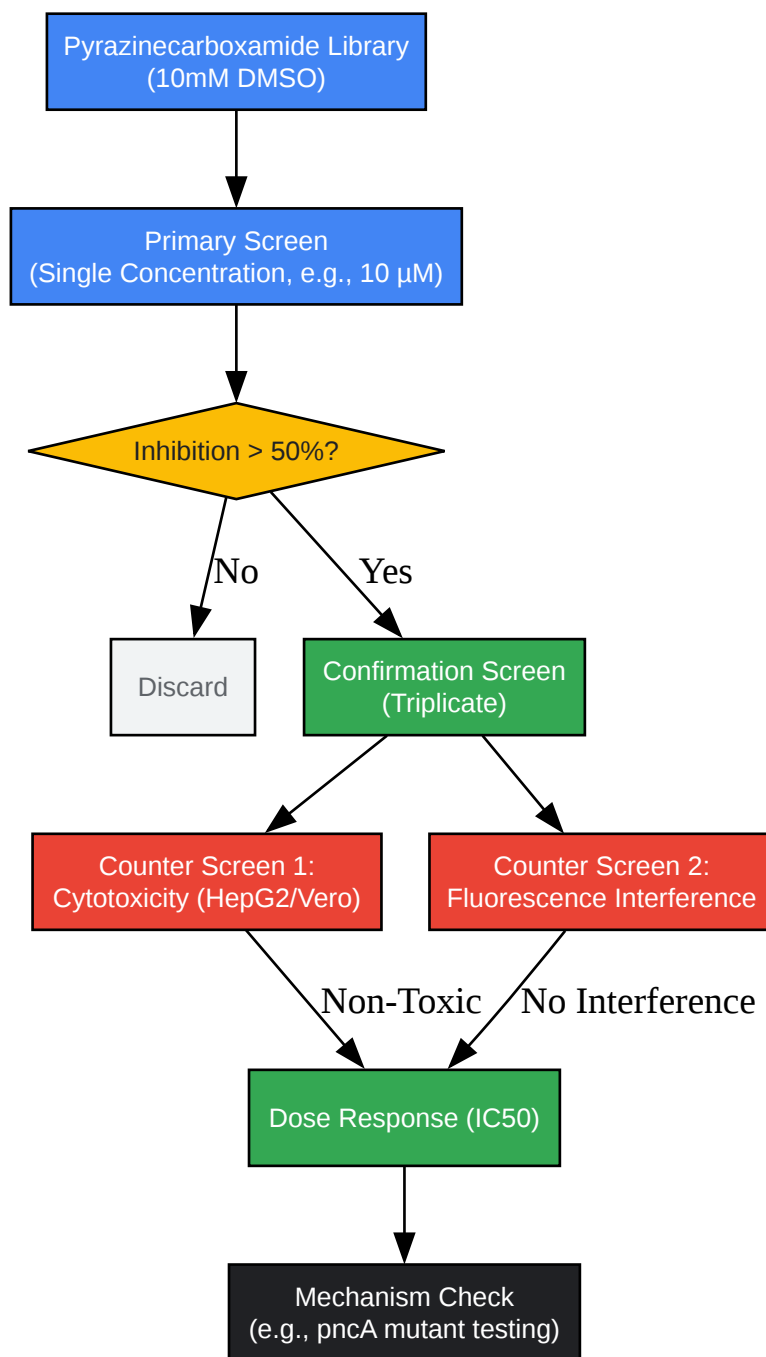 Pyrazinecarboxamide Library
(10mM DMSO)
Primary Screen
(Single Concentration, e.g., 10 µM)
Inhibition > 50%?
No
Yes
Discard
Confirmation Screen
(Triplicate)
Counter Screen 1:
Cytotoxicity (HepG2/Vero)
Counter Screen 2:
Fluorescence Interference
Non-Toxic
No Interference
Dose Response (IC50)
Mechanism Check
(e.g., pncA mutant testing)